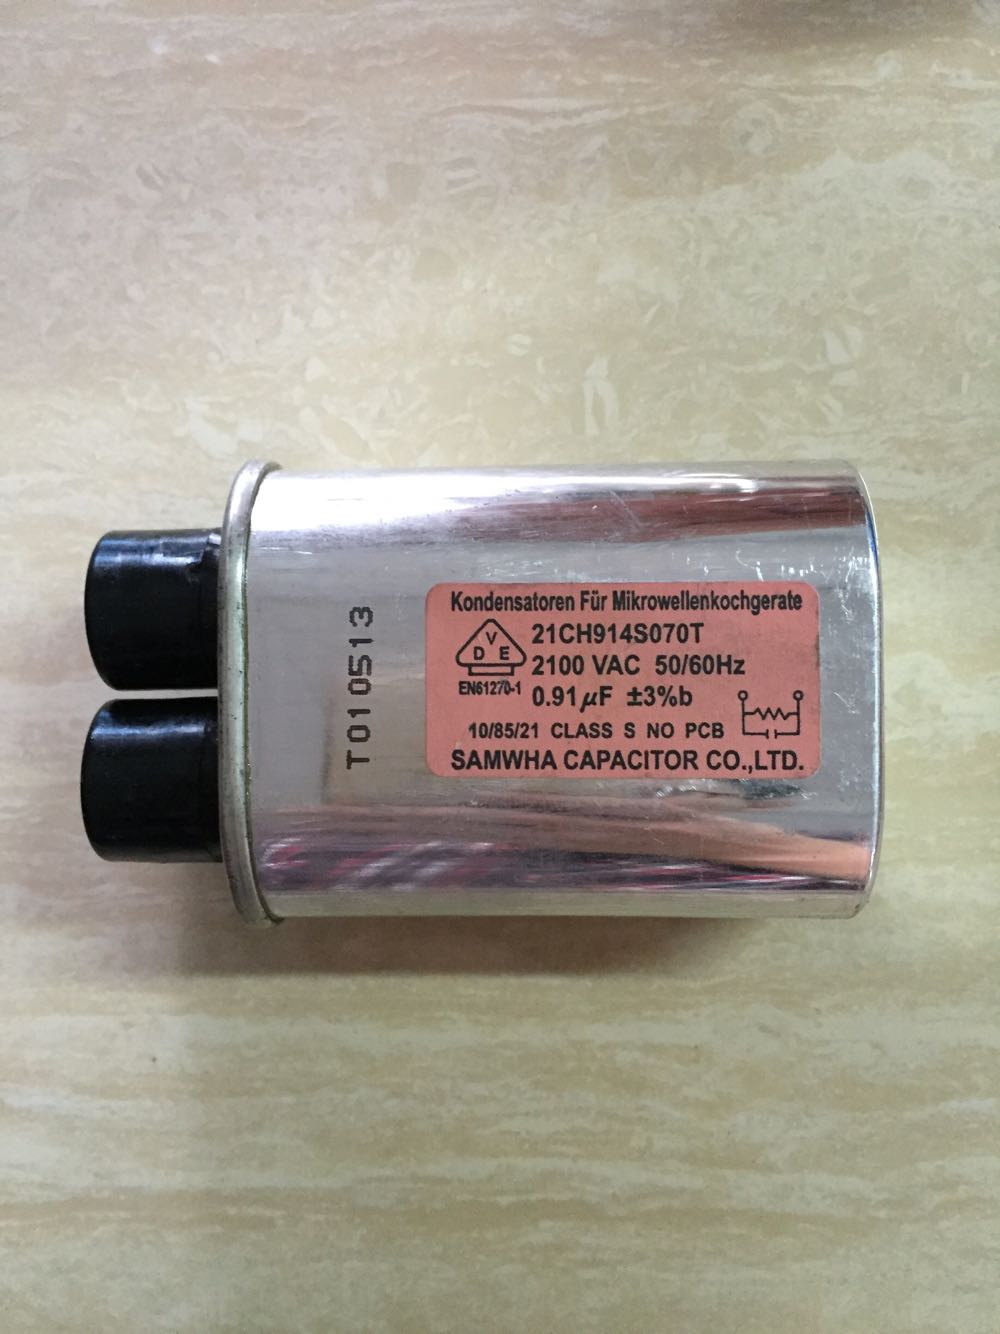 T010513
Kondensatoren Für Mikrowellenkochgerate
VDE
EN61270-1
21CH914S070T
2100 VAC 50/60Hz
0.91µF ±3%b
10/85/21 CLASS S NO PCB
SAMWHA CAPACITOR CO.,LTD.